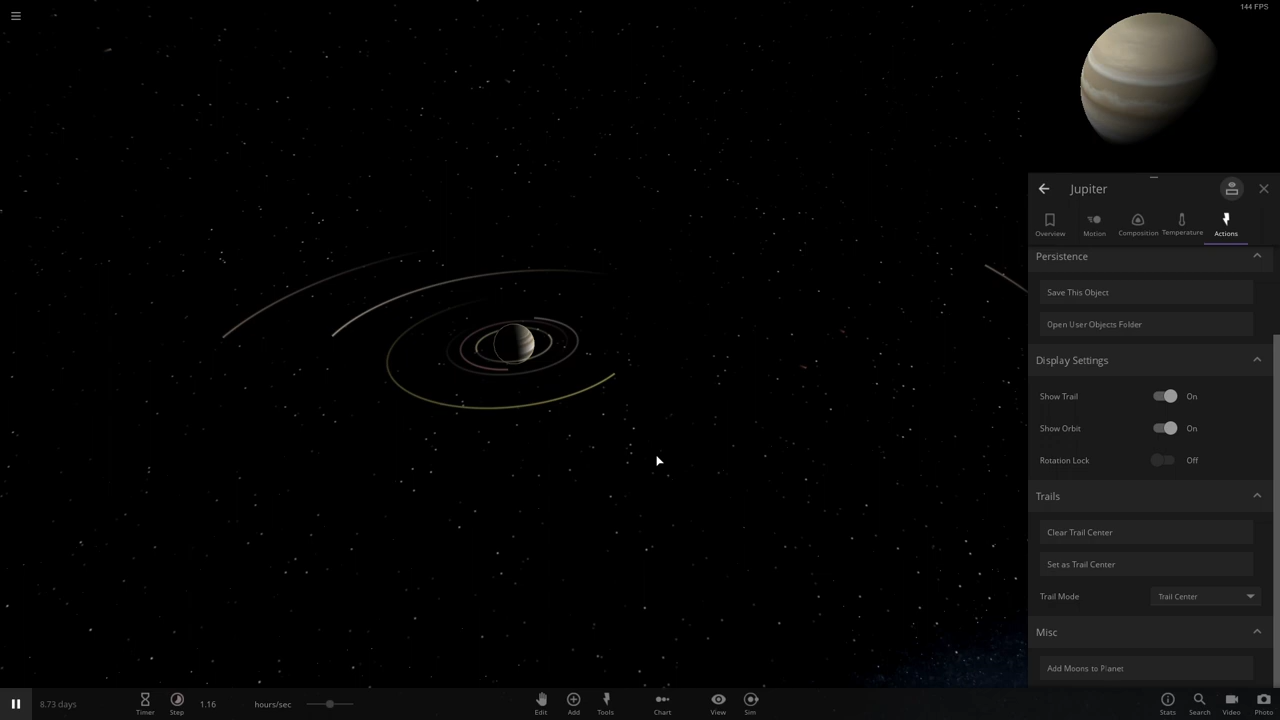 144 FPS
Jupiter
Overview Motion Composition Temperature Actions
Persistence
Save This Object
Open User Objects Folder
Display Settings
Show Trail On
Show Orbit On
Rotation Lock Off
Trails
Clear Trail Center
Set as Trail Center
Trail Mode Trail Center
Misc
Add Moons to Planet
8.73 days Timer Step 1.16 hours/sec Edit Add Tools Chart View Sim Stats Search Video Photo